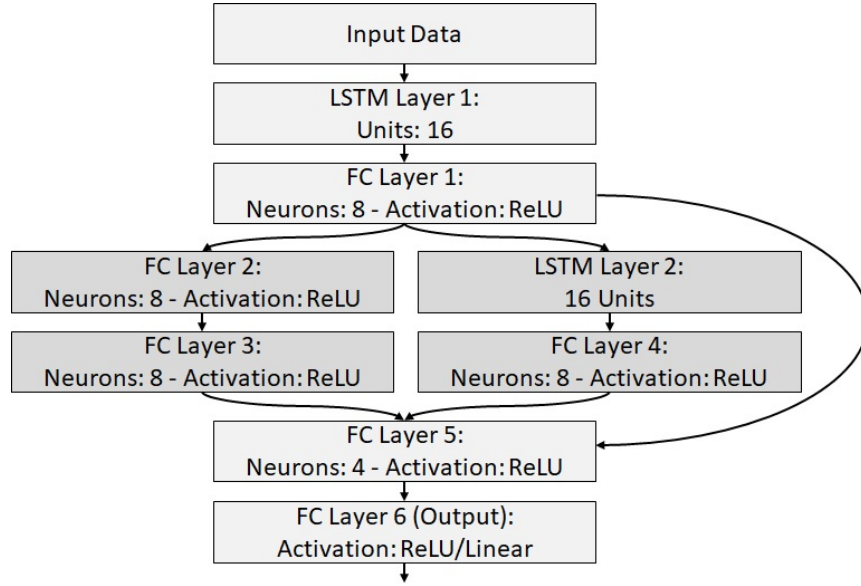 Input Data
LSTM Layer 1:
Units: 16
FC Layer 1:
Neurons: 8 - Activation: ReLU
FC Layer 2:
Neurons: 8 - Activation: ReLU
LSTM Layer 2:
16 Units
FC Layer 3:
Neurons: 8 - Activation: ReLU
FC Layer 4:
Neurons: 8 - Activation: ReLU
FC Layer 5:
Neurons: 4 - Activation: ReLU
FC Layer 6 (Output):
Activation: ReLU/Linear